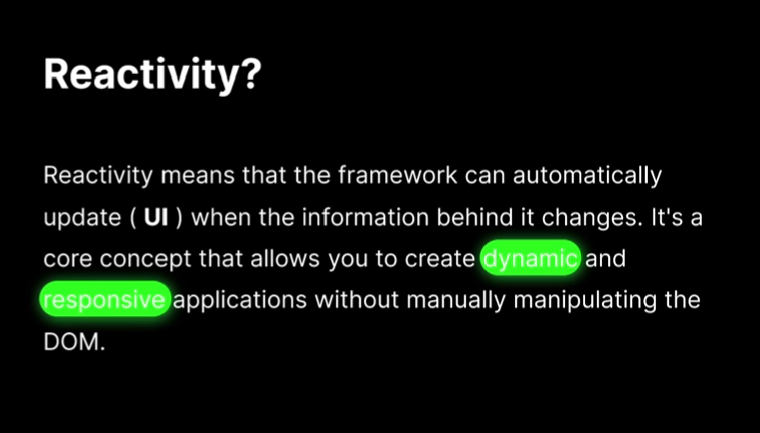 Reactivity?
Reactivity means that the framework can automatically
update ( UI ) when the information behind it changes. It's a
core concept that allows you to create dynamic and
responsive applications without manually manipulating the
DOM.